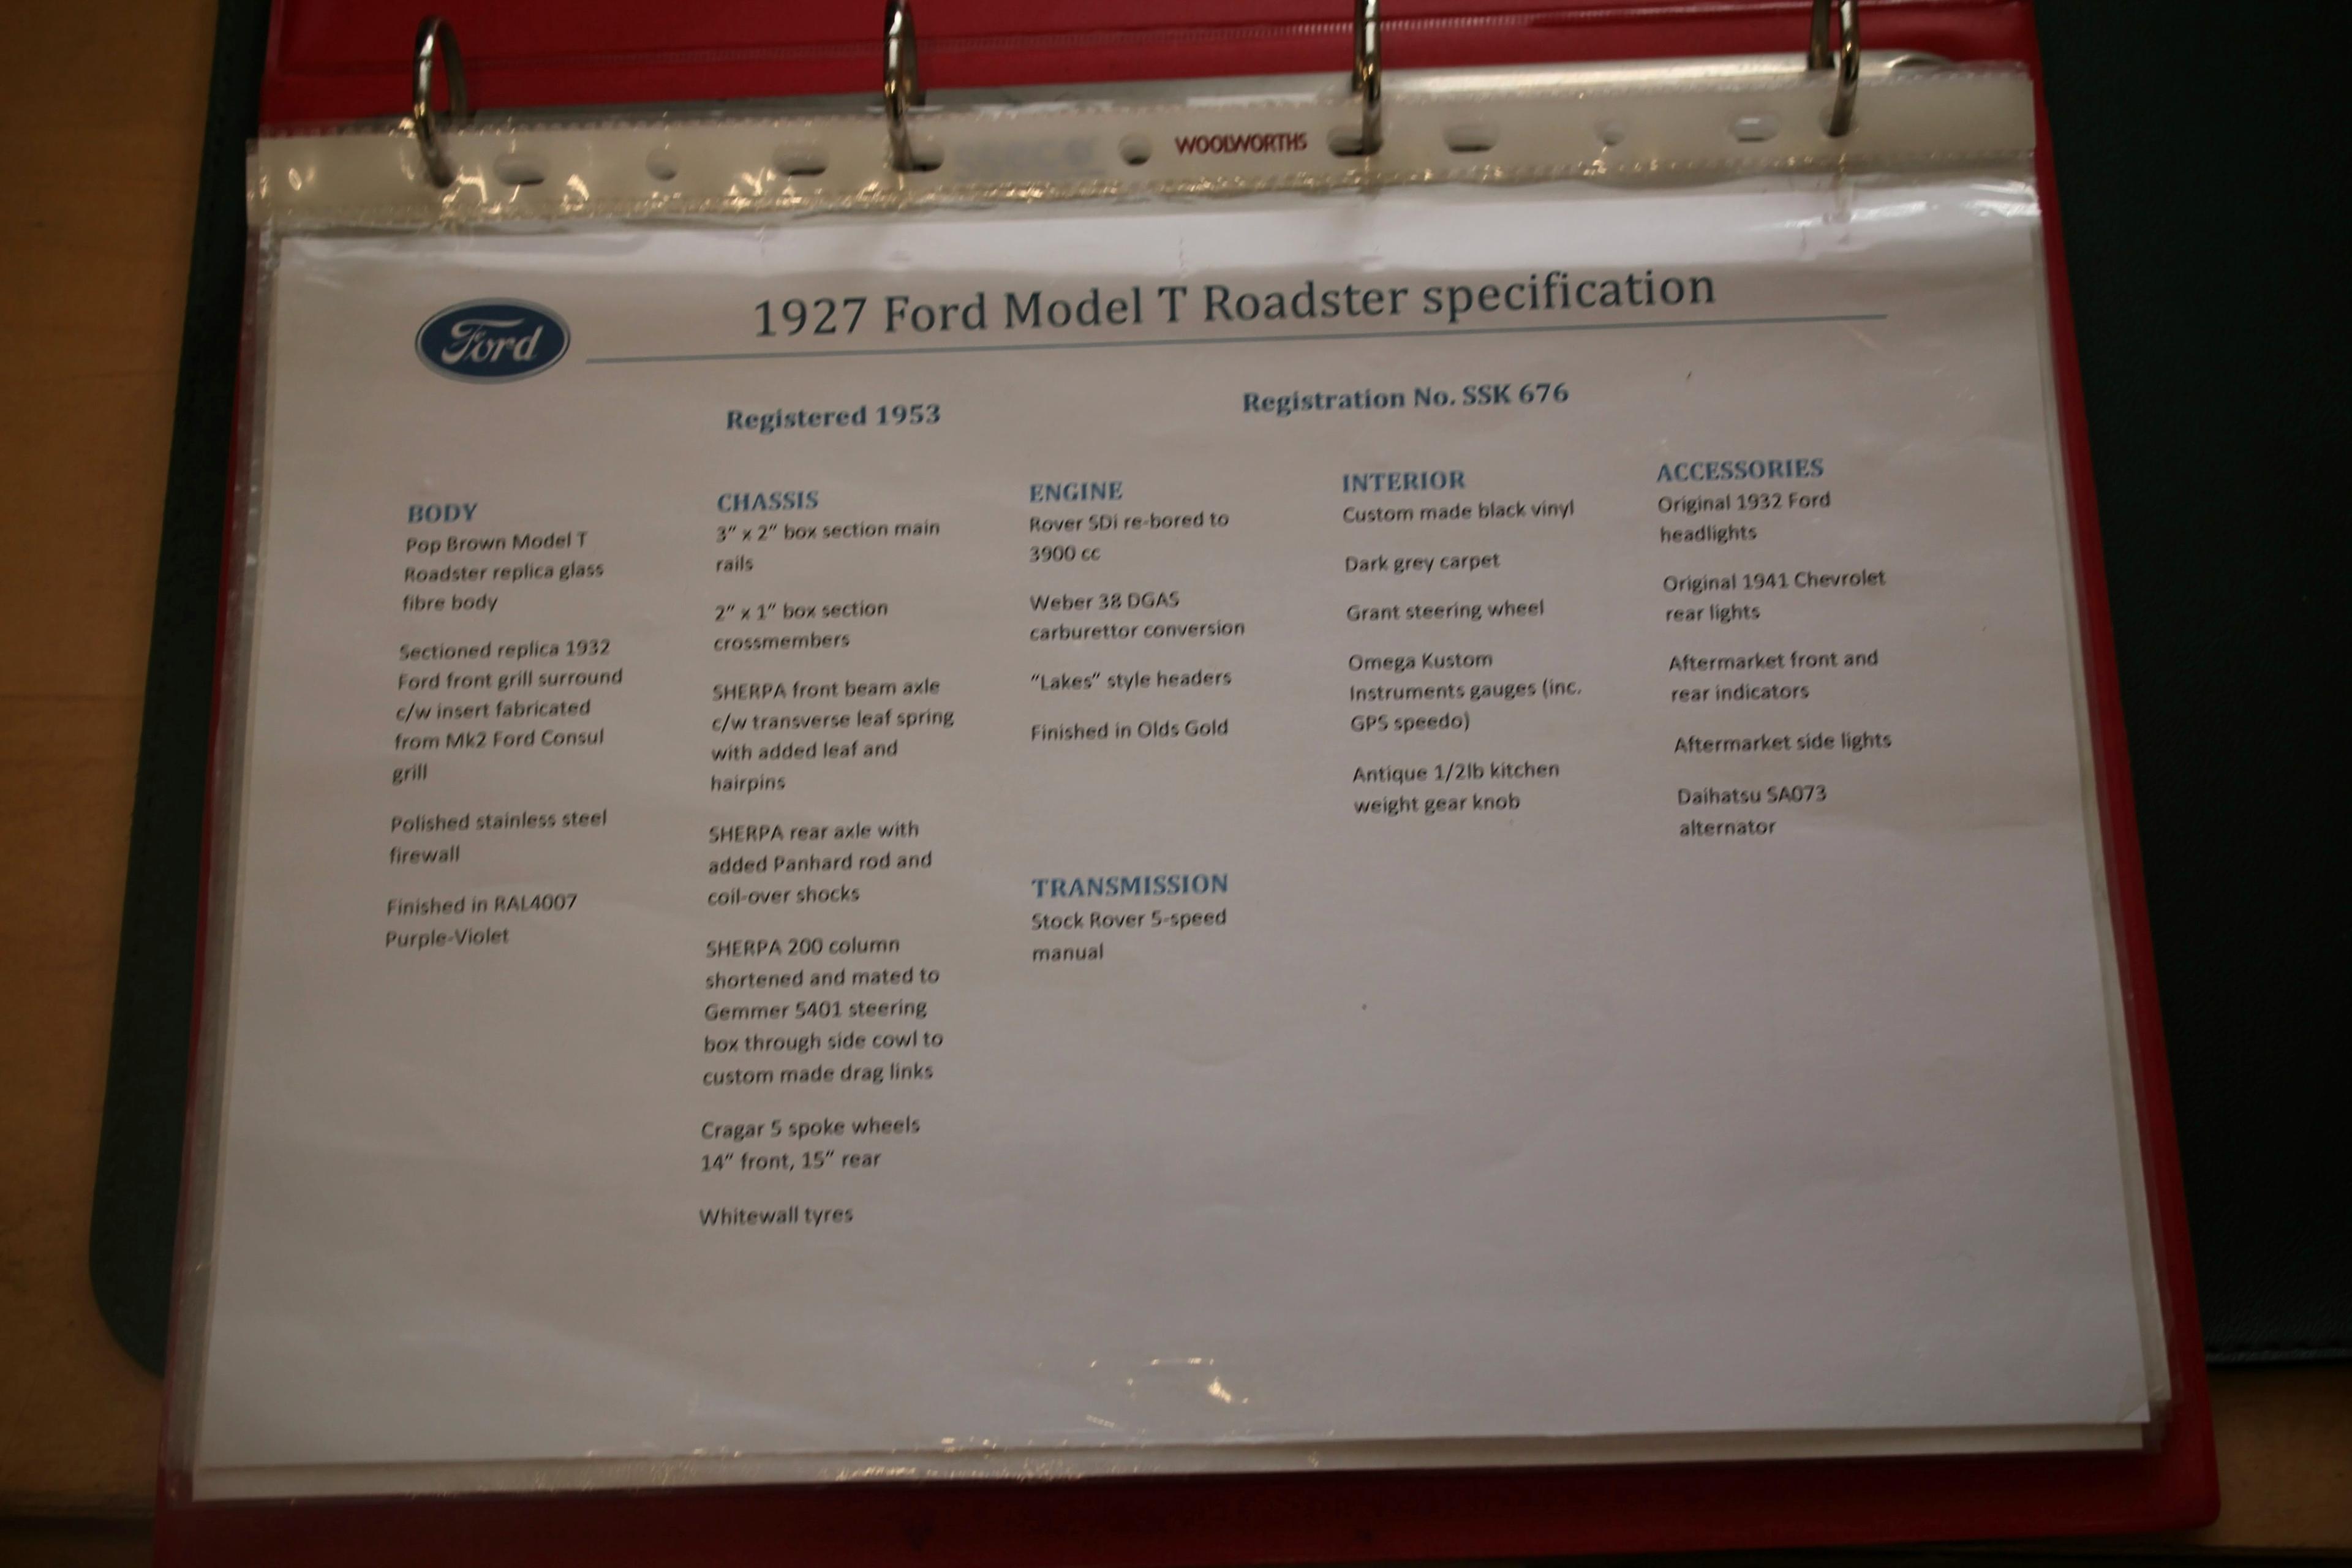 WOOLWORTHS
Ford
1927 Ford Model T Roadster specification
Registered 1953
Registration No. SSK 676
BODY
Pop Brown Model T
Roadster replica glass
fibre body
Sectioned replica 1932
Ford front grill surround
c/w insert fabricated
from Mk2 Ford Consul
grill
Polished stainless steel
firewall
Finished in RAL4007
Purple-Violet
CHASSIS
3" x 2" box section main
rails
2" x 1" box section
crossmembers
SHERPA front beam axle
c/w transverse leaf spring
with added leaf and
hairpins
SHERPA rear axle with
added Panhard rod and
coil-over shocks
SHERPA 200 column
shortened and mated to
Gemmer 5401 steering
box through side cowl to
custom made drag links
Cragar 5 spoke wheels
14" front, 15" rear
Whitewall tyres
ENGINE
Rover SDi re-bored to
3900 cc
Weber 38 DGAS
carburettor conversion
"Lakes" style headers
Finished in Olds Gold
TRANSMISSION
Stock Rover 5-speed
manual
INTERIOR
Custom made black vinyl
Dark grey carpet
Grant steering wheel
Omega Kustom
Instruments gauges (inc.
GPS speedo)
Antique 1/2lb kitchen
weight gear knob
ACCESSORIES
Original 1932 Ford
headlights
Original 1941 Chevrolet
rear lights
Aftermarket front and
rear indicators
Aftermarket side lights
Daihatsu SA073
alternator